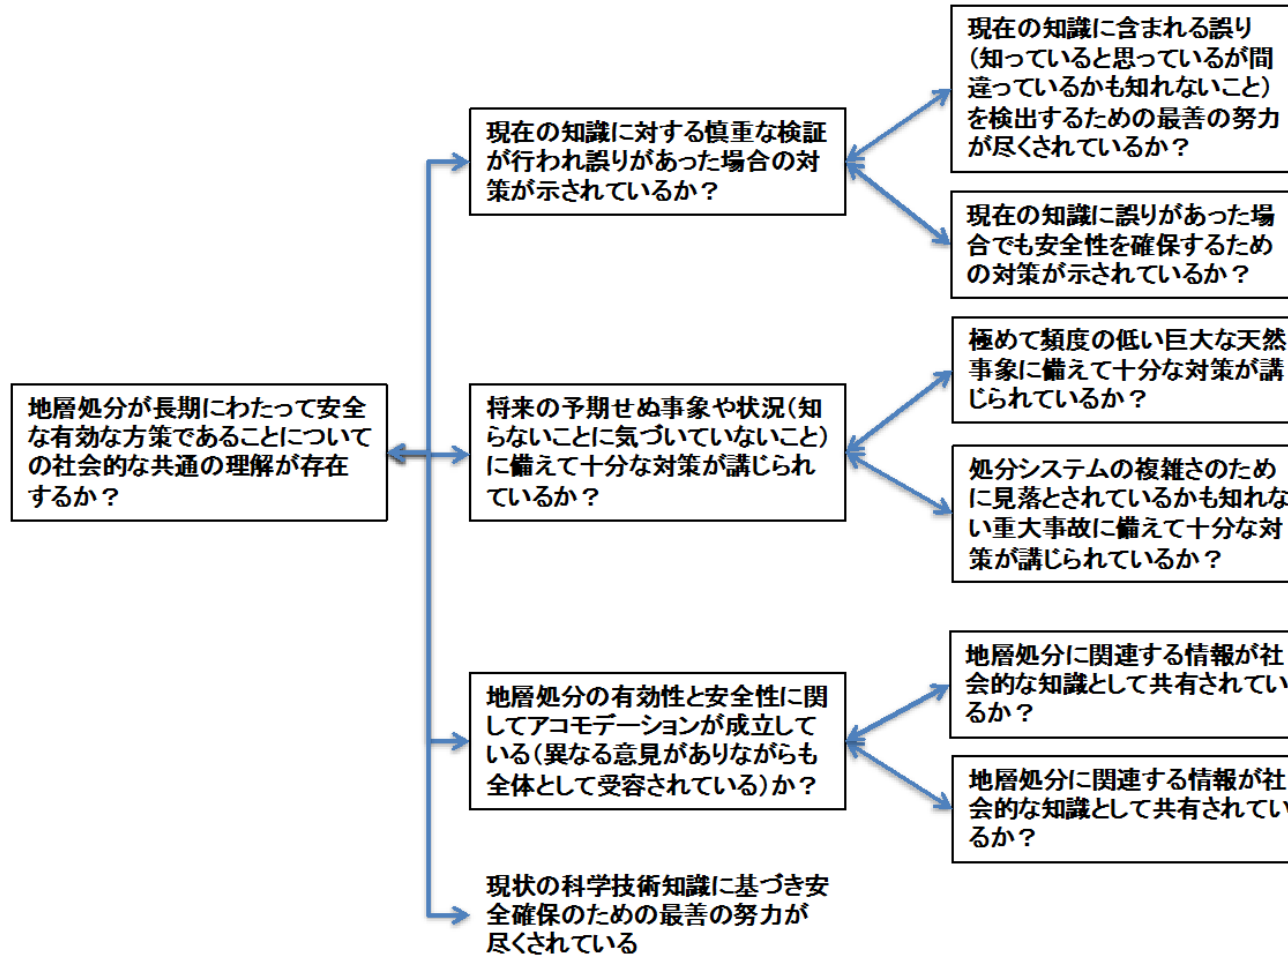 地層処分が長期にわたって安全
な有効な方策であることについて
の社会的な共通の理解が存在
するか？
現在の知識に対する慎重な検証
が行われ誤りがあった場合の対
策が示されているか？
現在の知識に含まれる誤り
（知っていると思っているが間
違っているかも知れないこと）
を検出するための最善の努力
が尽くされているか？
現在の知識に誤りがあった場
合でも安全性を確保するため
の対策が示されているか？
将来の予期せぬ事象や状況（知
らないことに気づいていないこと）
に備えて十分な対策が講じられ
ているか？
極めて頻度の低い巨大な天然
事象に備えて十分な対策が講
じられているか？
処分システムの複雑さのため
に見落とされているかも知れな
い重大事故に備えて十分な対
策が講じられているか？
地層処分の有効性と安全性に関
してアコモデーションが成立して
いる（異なる意見がありながらも
全体として受容されている）か？
地層処分に関連する情報が社
会的な知識として共有されてい
るか？
地層処分に関連する情報が社
会的な知識として共有されてい
るか？
現状の科学技術知識に基づき安
全確保のための最善の努力が
尽くされている